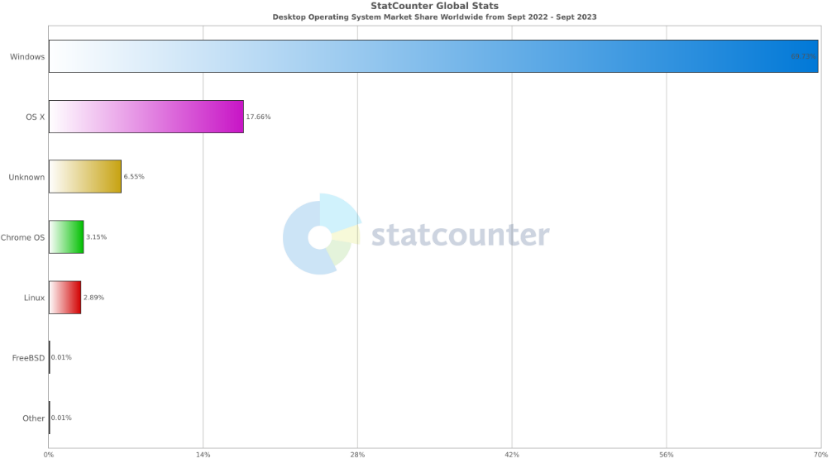 StatCounter Global Stats
Desktop Operating System Market Share Worldwide from Sept 2022 - Sept 2023
Windows
OS X 17.66%
Unknown 6.55%
statcounter
Chrome OS 3.15%
Linux 2.89%
FreeBSD 0.01%
Other 0.01%
0% 14% 28% 42% 56% 70%